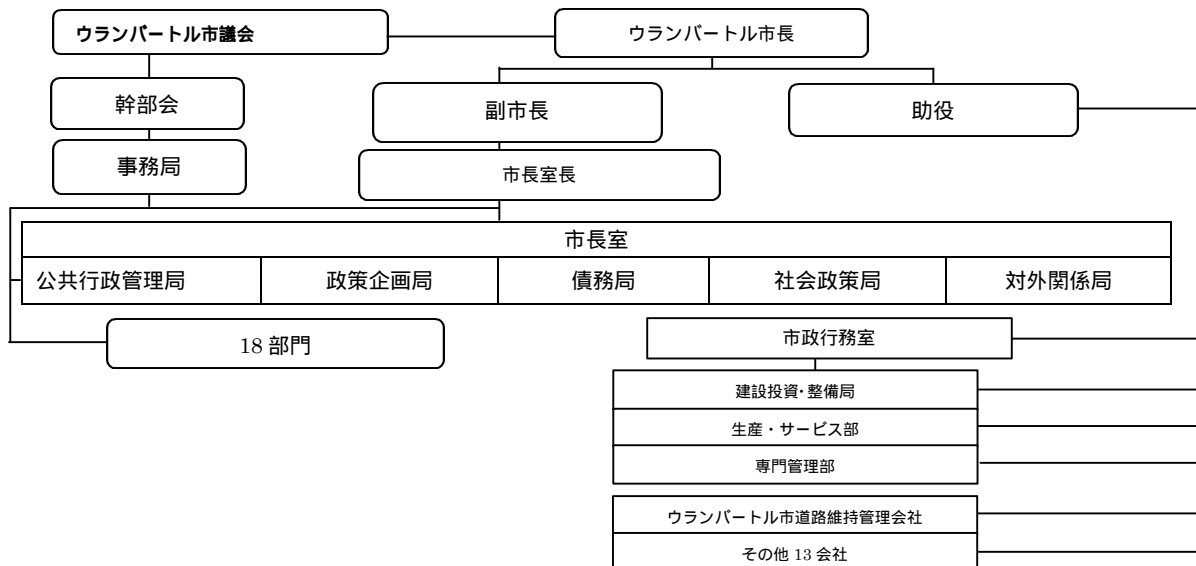 ウランバートル市議会
ウランバートル市長
幹部会
副市長
助役
事務局
市長室長
市長室
公共行政管理局
政策企画局
債務局
社会政策局
対外関係局
18 部門
市政行務室
建設投資・整備局
生産・サービス部
専門管理部
ウランバートル市道路維持管理会社
その他 13 会社